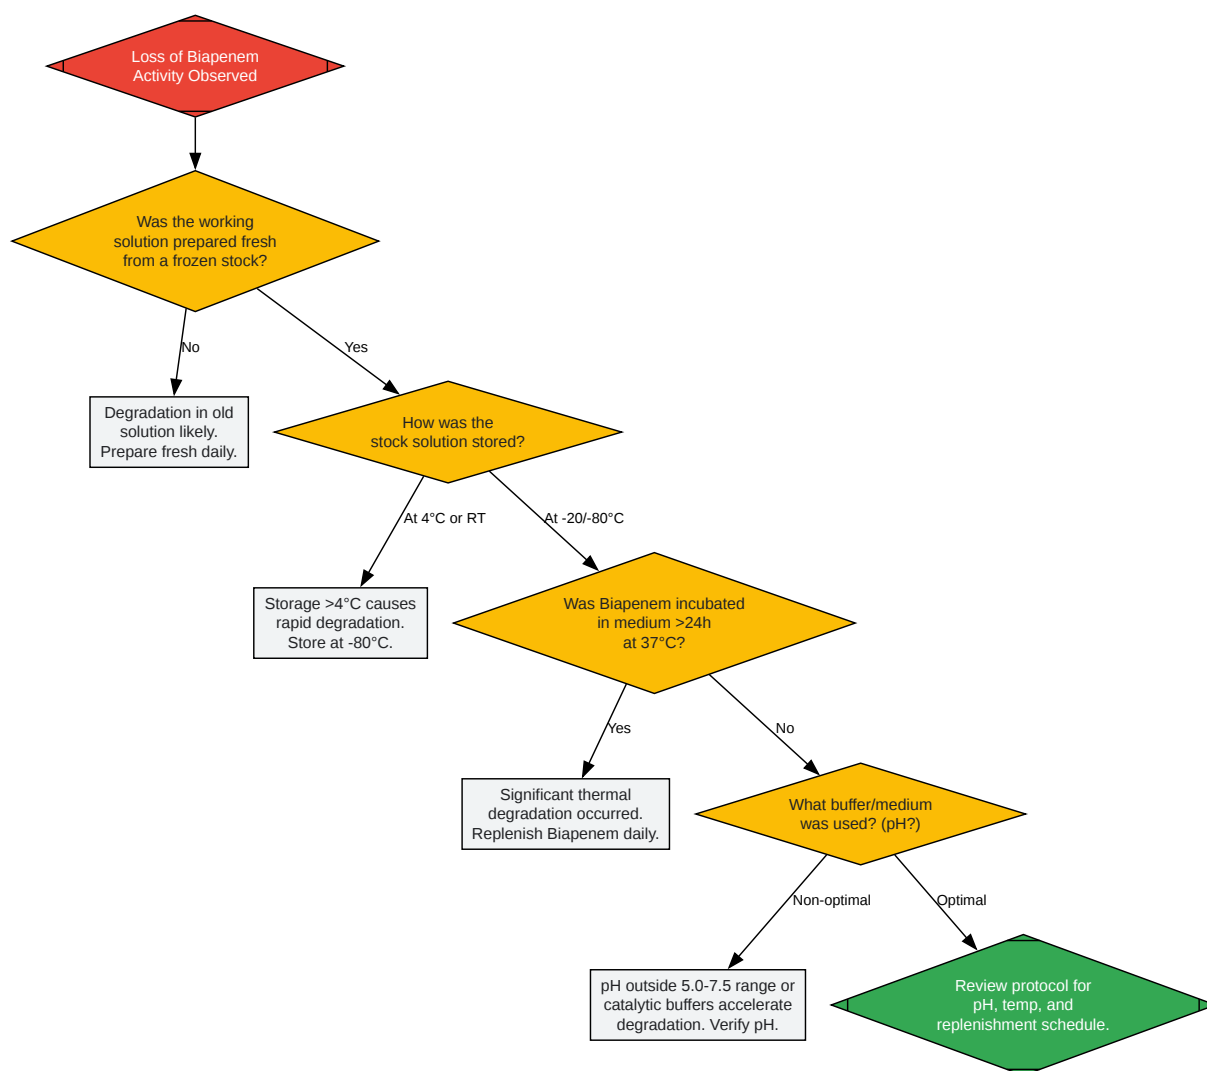 Loss of Biapenem
Activity Observed
Was the working
solution prepared fresh
from a frozen stock?
No
Yes
Degradation in old
solution likely.
Prepare fresh daily.
How was the
stock solution stored?
At 4°C or RT
At -20/-80°C
Storage >4°C causes
rapid degradation.
Store at -80°C.
Was Biapenem incubated
in medium >24h
at 37°C?
Yes
No
Significant thermal
degradation occurred.
Replenish Biapenem daily.
What buffer/medium
was used? (pH?)
Non-optimal
Optimal
pH outside 5.0-7.5 range or
catalytic buffers accelerate
degradation. Verify pH.
Review protocol for
pH, temp, and
replenishment schedule.